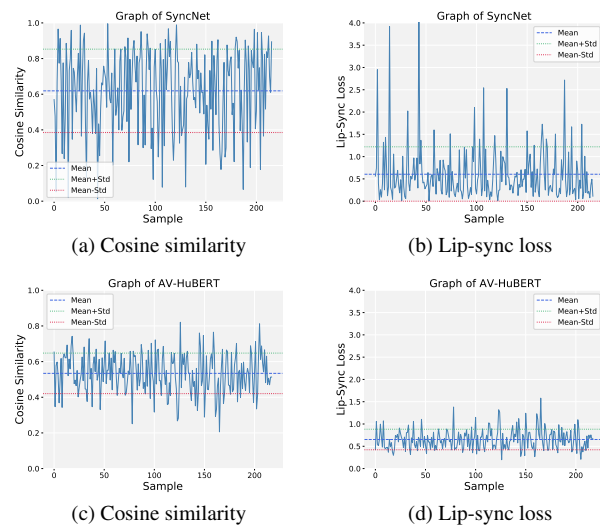 Graph of SyncNet
Cosine Similarity
1.0
0.8
0.6
0.4
0.2
0.0
Mean
Mean+Std
Mean-Std
0
50
100
150
200
Sample
(a) Cosine similarity
Graph of SyncNet
Lip-Sync Loss
4.0
3.5
3.0
2.5
2.0
1.5
1.0
0.5
0.0
Mean
Mean+Std
Mean-Std
0
50
100
150
200
Sample
(b) Lip-sync loss
Graph of AV-HuBERT
Cosine Similarity
1.0
0.8
0.6
0.4
0.2
0.0
Mean
Mean+Std
Mean-Std
0
50
100
150
200
Sample
(c) Cosine similarity
Graph of AV-HuBERT
Lip-Sync Loss
4.0
3.5
3.0
2.5
2.0
1.5
1.0
0.5
0.0
Mean
Mean+Std
Mean-Std
0
50
100
150
200
Sample
(d) Lip-sync loss